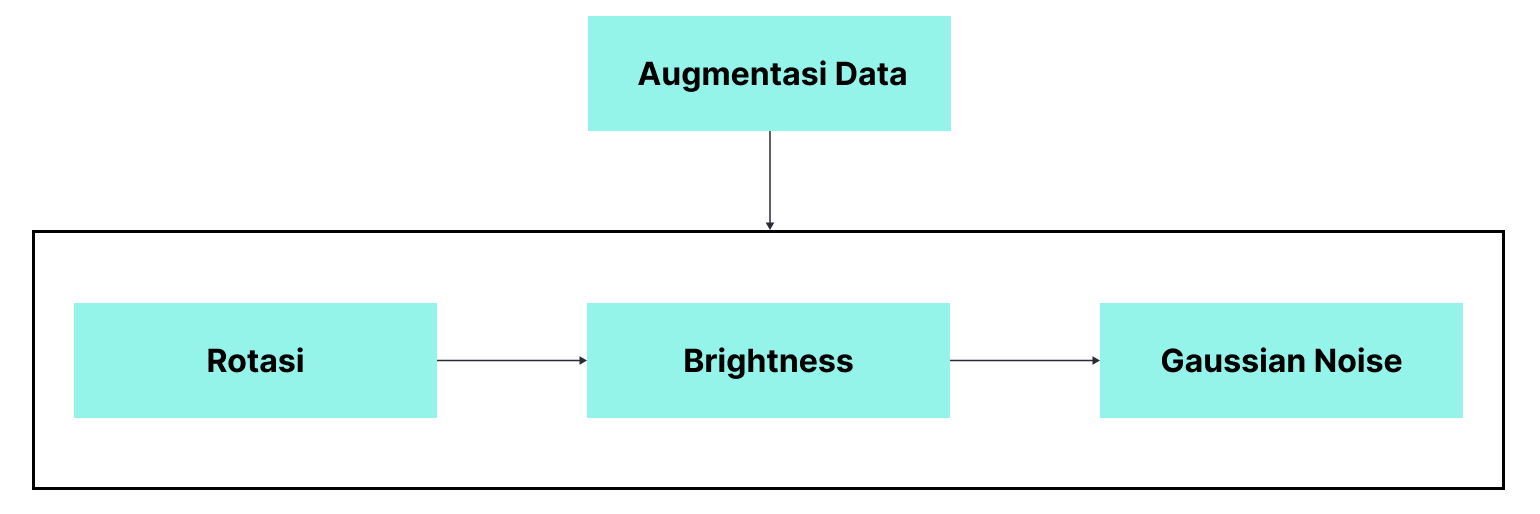 Augmentasi Data
Rotasi
Brightness
Gaussian Noise